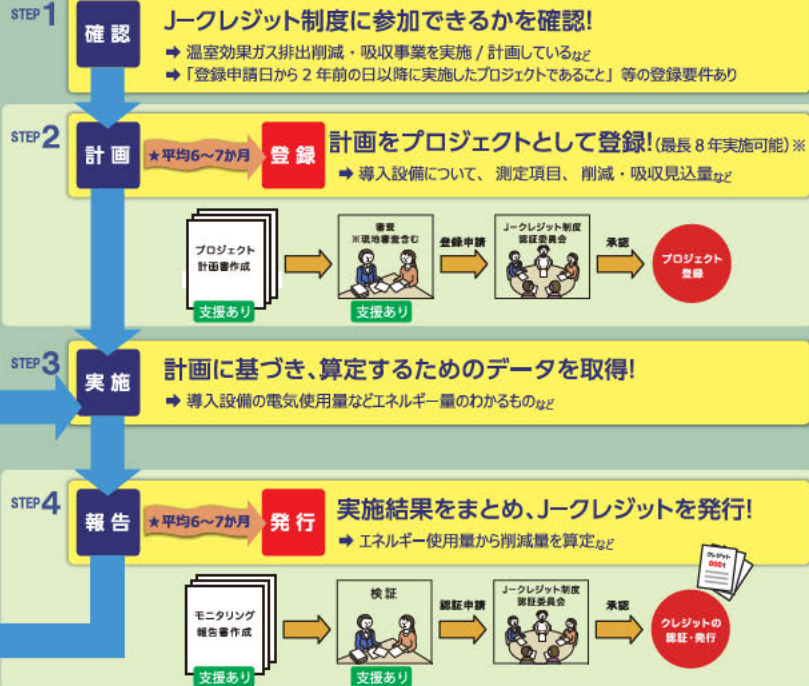 STEP 1
確認
J-クレジット制度に参加できるかを確認!
➡ 温室効果ガス排出削減・吸収事業を実施 / 計画しているなど
➡ 「登録申請日から 2 年前の日以降に実施したプロジェクトであること」 等の登録要件あり
STEP 2
計画
★平均6~7か月
登録
計画をプロジェクトとして登録!(最長 8 年実施可能)※
➡ 導入設備について、 測定項目、 削減・吸収見込量など
プロジェクト
計画書作成
支援あり
審査
※現地審査含む
支援あり
登録申請
J-クレジット制度
認証委員会
承認
プロジェクト
登録
STEP 3
実施
計画に基づき、算定するためのデータを取得!
➡ 導入設備の電気使用量などエネルギー量のわかるものなど
STEP 4
報告
★平均6~7か月
発行
実施結果をまとめ、J-クレジットを発行!
➡ エネルギー使用量から削減量を算定など
モニタリング
報告書作成
支援あり
検証
支援あり
認証申請
J-クレジット制度
認証委員会
承認
クレジット
0001
クレジットの
認証・発行